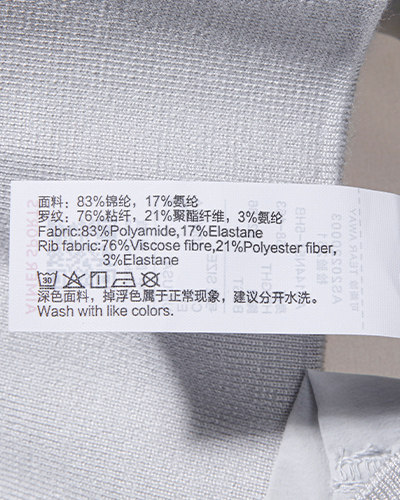 面料：83%锦纶，17%氨纶
罗纹：76%粘纤，21%聚酯纤维，3%氨纶
Fabric:83%Polyamide,17%Elastane
Rib fabric:76%Viscose fibre,21%Polyester fiber,
3%Elastane
30
深色面料，掉浮色属于正常现象，建议分开水洗。
Wash with like colors.